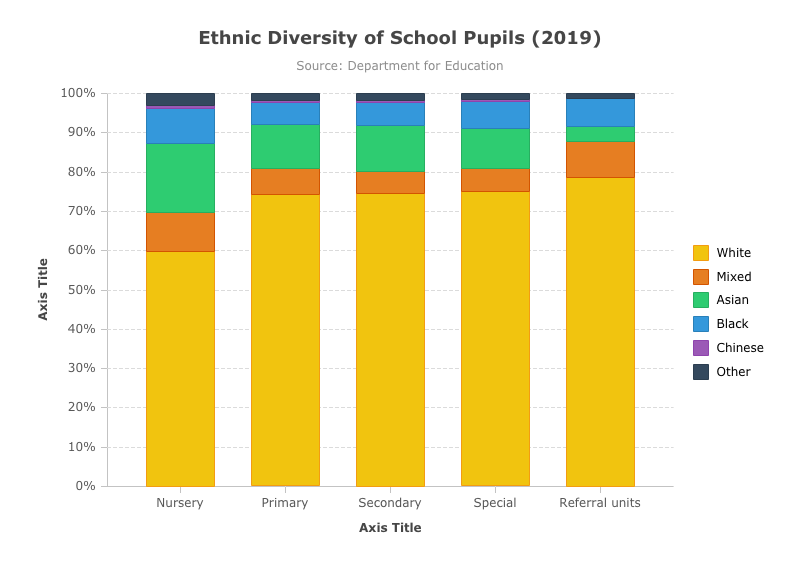 Ethnic Diversity of School Pupils (2019)
Source: Department for Education
100%
90%
80%
70%
60%
50%
40%
30%
20%
10%
0%
Axis Title
Nursery Primary Secondary Special Referral units
Axis Title
White
Mixed
Asian
Black
Chinese
Other